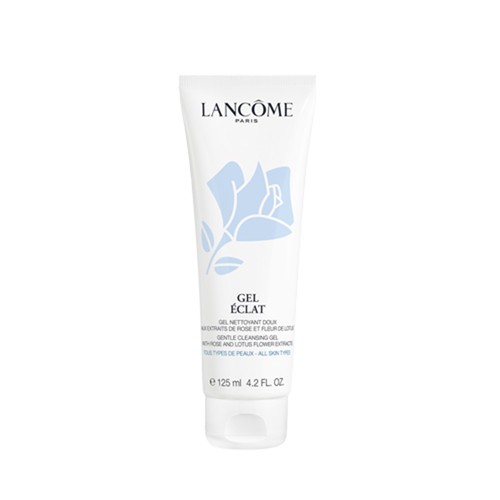 LANCÔME
PARIS
GEL
ÉCLAT
GEL NETTOYANT DOUX
AUX EXTRAITS DE ROSE ET FLEUR DE LOTUS
GENTLE CLEANSING GEL
WITH ROSE AND LOTUS FLOWER EXTRACTS
TOUS TYPES DE PEAUX - ALL SKIN TYPES
℮ 125 ml 4.2 FL. OZ.